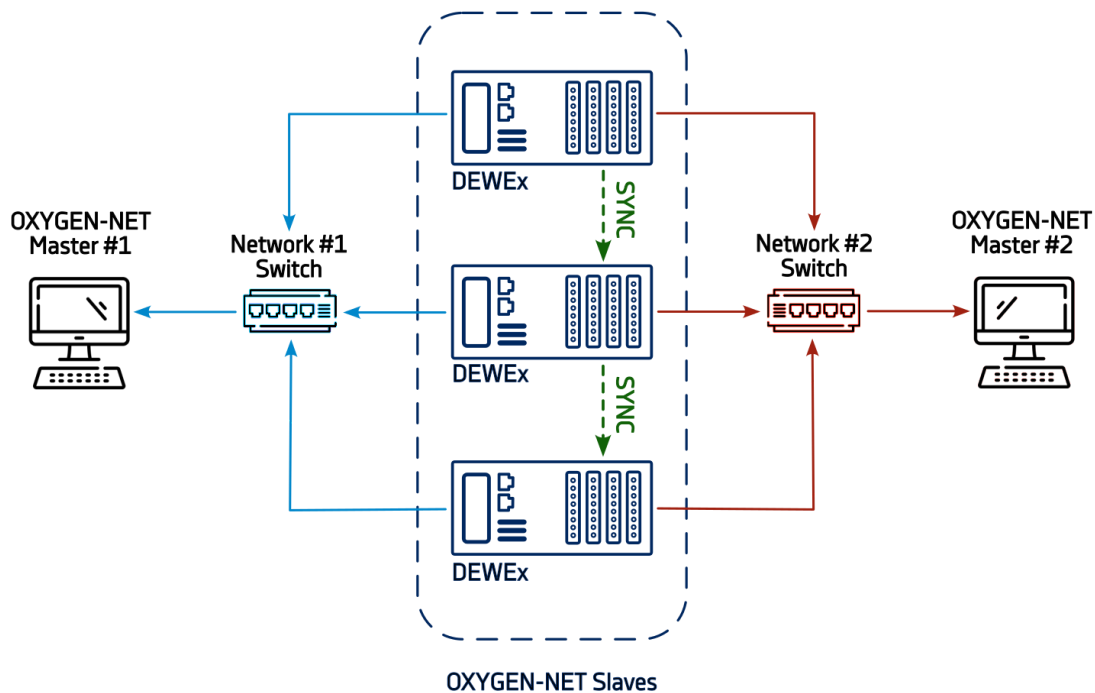 DEWEx
SYNC
OXYGEN-NET
Master #1
Network #1
Switch
Network #2
Switch
OXYGEN-NET
Master #2
DEWEx
SYNC
DEWEx
OXYGEN-NET Slaves